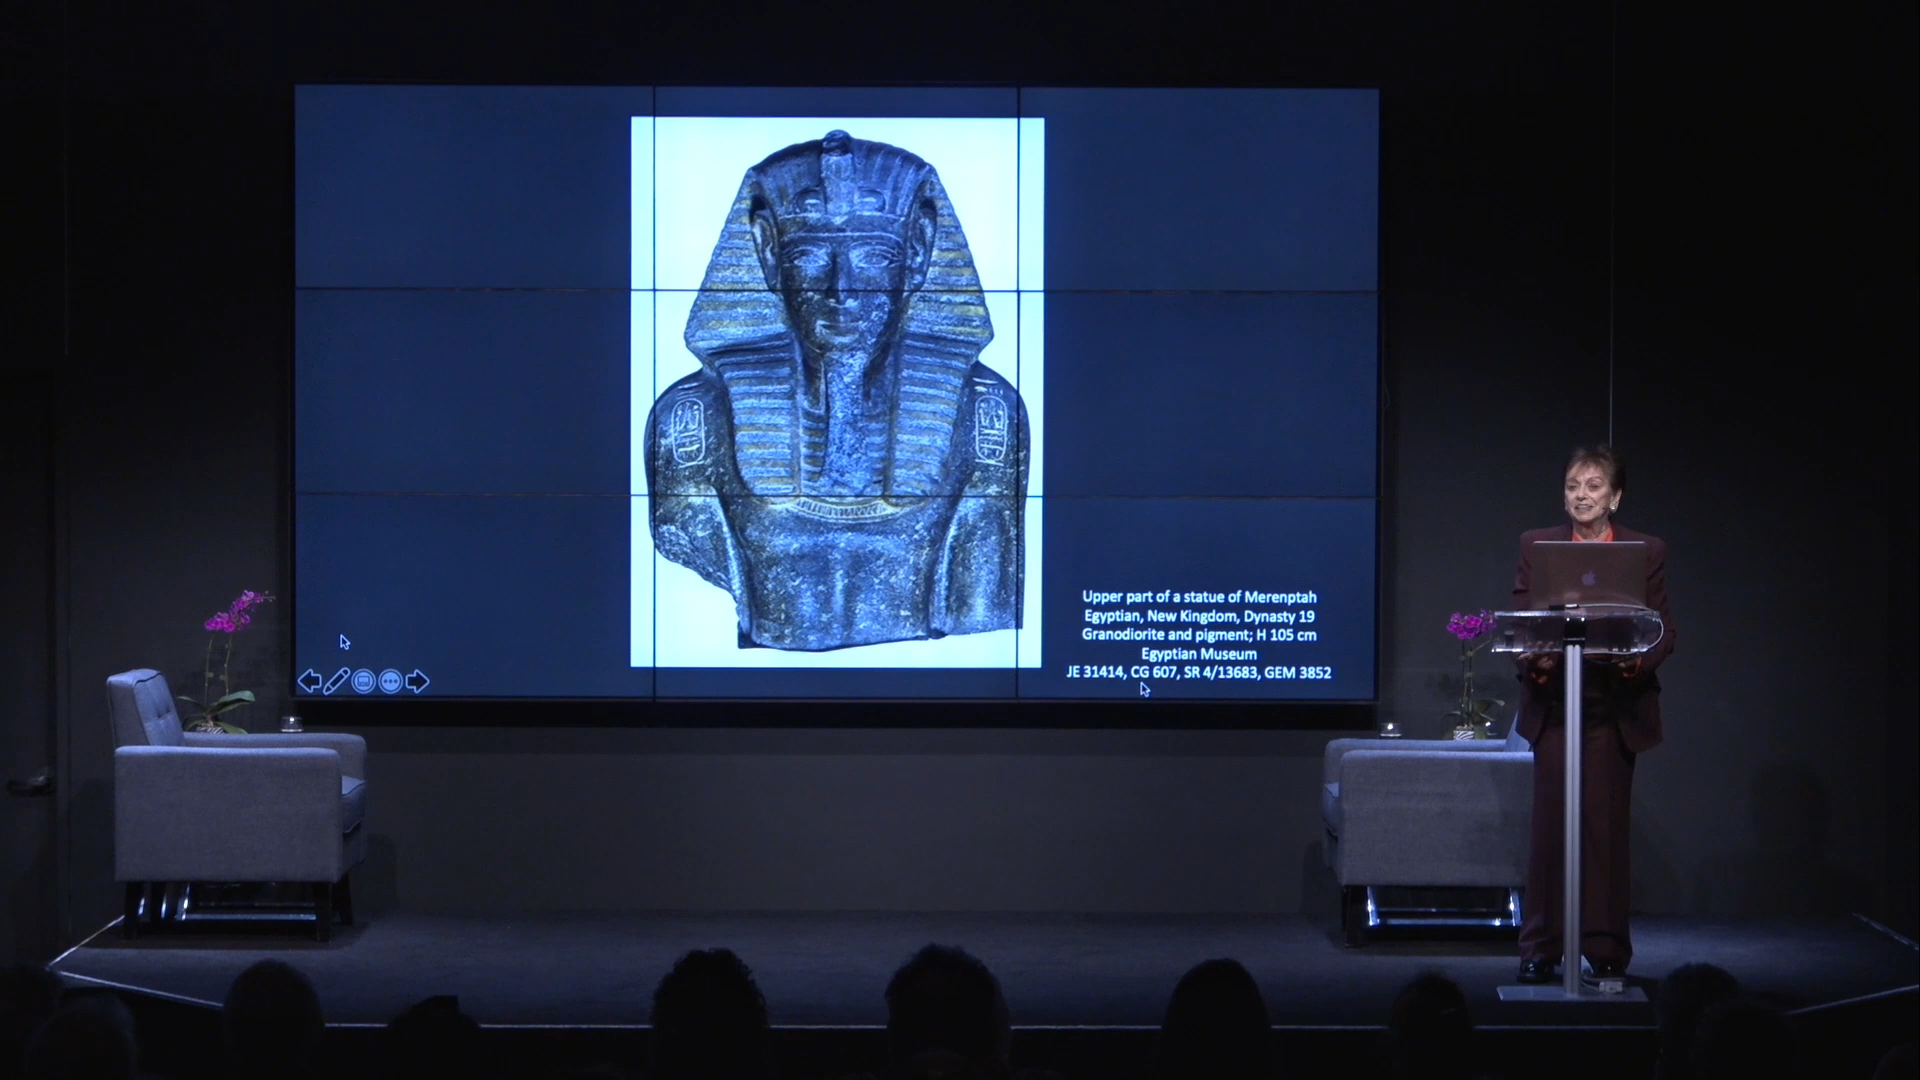 Upper part of a statue of Merenptah
Egyptian, New Kingdom, Dynasty 19
Granodiorite and pigment; H 105 cm
Egyptian Museum
JE 31414, CG 607, SR 4/13683, GEM 3852